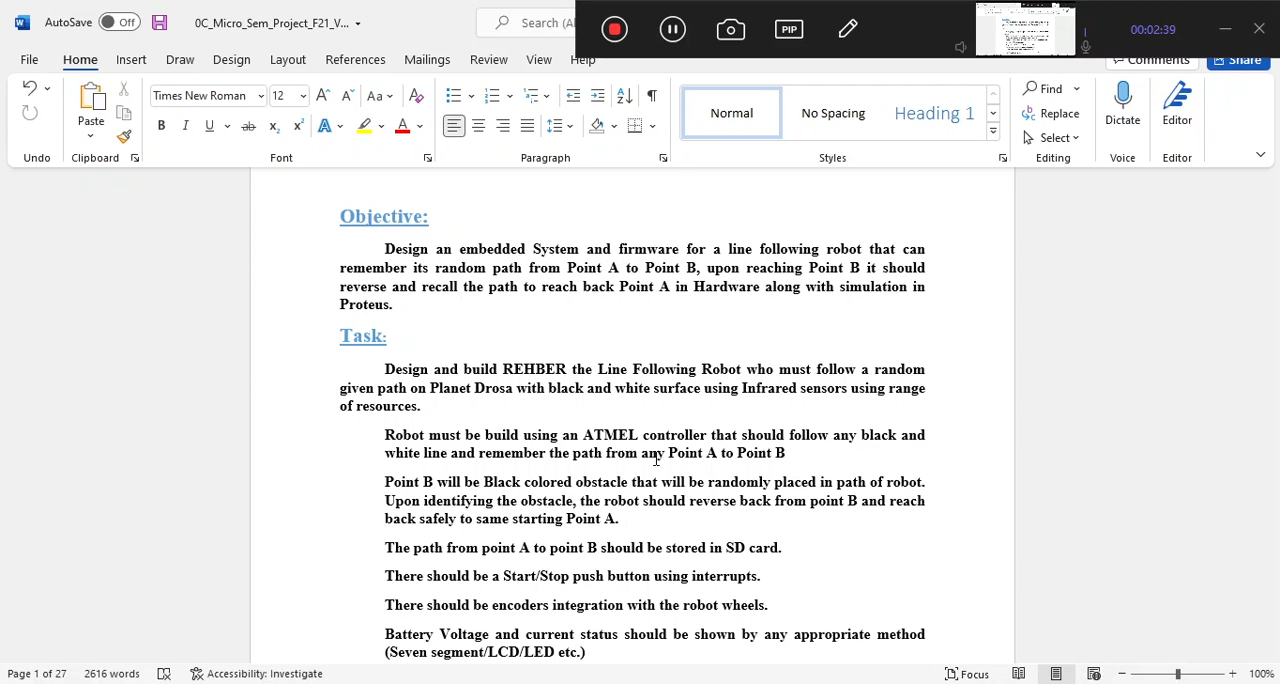 AutoSave Off 0C_Micro_Sem_Project_F21_V... Search (Al
PIP 00:02:39
File Home Insert Draw Design Layout References Mailings Review View Help Comments Share
Times New Roman 12 Aa Normal No Spacing Heading 1 Find
Paste Replace Dictate Editor
Select
Undo Clipboard Font Paragraph Styles Editing Voice Editor
Objective:
Design an embedded System and firmware for a line following robot that can
remember its random path from Point A to Point B, upon reaching Point B it should
reverse and recall the path to reach back Point A in Hardware along with simulation in
Proteus.
Task:
Design and build REHBER the Line Following Robot who must follow a random
given path on Planet Drosa with black and white surface using Infrared sensors using range
of resources.
Robot must be build using an ATMEL controller that should follow any black and
white line and remember the path from any Point A to Point B
Point B will be Black colored obstacle that will be randomly placed in path of robot.
Upon identifying the obstacle, the robot should reverse back from point B and reach
back safely to same starting Point A.
The path from point A to point B should be stored in SD card.
There should be a Start/Stop push button using interrupts.
There should be encoders integration with the robot wheels.
Battery Voltage and current status should be shown by any appropriate method
(Seven segment/LCD/LED etc.)
Page 1 of 27 2616 words Accessibility: Investigate Focus 100%